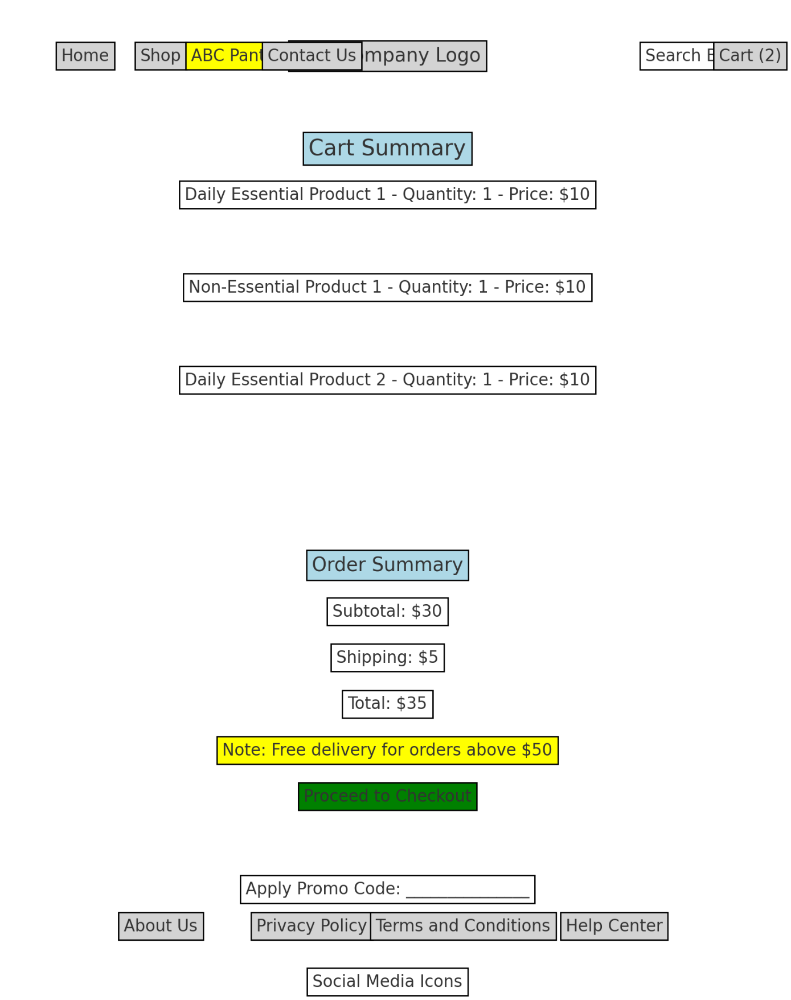 Home
Shop
ABC Pant
Contact Us
ompany Logo
Search
Cart (2)
Cart Summary
Daily Essential Product 1 - Quantity: 1 - Price: $10
Non-Essential Product 1 - Quantity: 1 - Price: $10
Daily Essential Product 2 - Quantity: 1 - Price: $10
Order Summary
Subtotal: $30
Shipping: $5
Total: $35
Note: Free delivery for orders above $50
Proceed to Checkout
Apply Promo Code: _______________
About Us
Privacy Policy
Terms and Conditions
Help Center
Social Media Icons